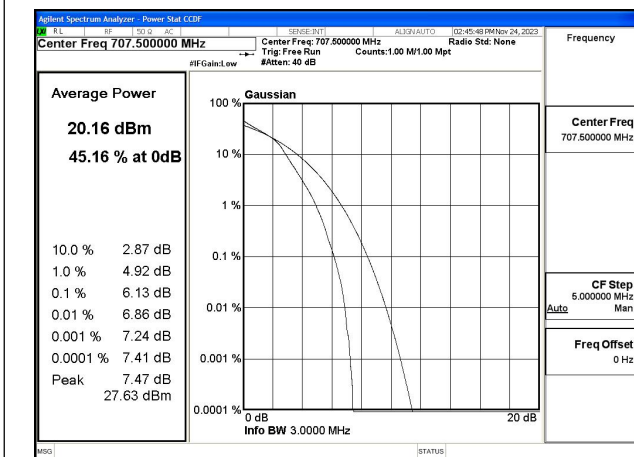 Agilent Spectrum Analyzer - Power Stat CCDF
RL RF 50 Ω AC SENSE:INT ALIGN AUTO 02:45:48 PM Nov 24, 2023
Center Freq 707.500000 MHz
Center Freq: 707.500000 MHz Radio Std: None
Trig: Free Run Counts:1.00 M/1.00 Mpt
#IFGain:Low #Atten: 40 dB
Frequency
Average Power
20.16 dBm
45.16 % at 0dB
10.0 % 2.87 dB
1.0 % 4.92 dB
0.1 % 6.13 dB
0.01 % 6.86 dB
0.001 % 7.24 dB
0.0001 % 7.41 dB
Peak 7.47 dB
27.63 dBm
Gaussian
100 %
10 %
1 %
0.1 %
0.01 %
0.001 %
0.0001 %
0 dB 20 dB
Info BW 3.0000 MHz
Center Freq
707.500000 MHz
CF Step
5.000000 MHz
Auto Man
Freq Offset
0 Hz
MSG STATUS